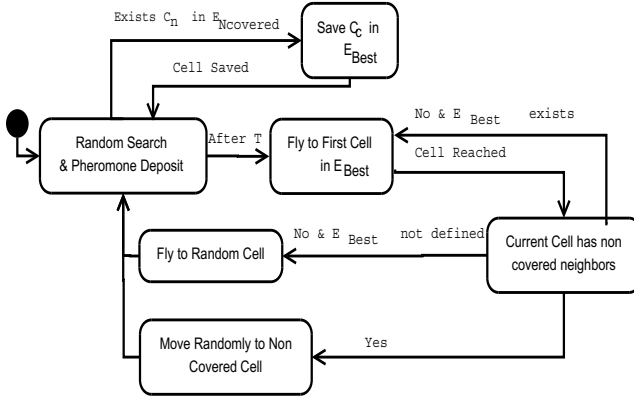 Exists Cn in ENcovered
Save Cc in
EBest
Cell Saved
Random Search
& Pheromone Deposit
After T
Fly to First Cell
in EBest
No & E Best exists
Cell Reached
Fly to Random Cell
No & E Best not defined
Current Cell has non
covered neighbors
Move Randomly to Non
Covered Cell
Yes